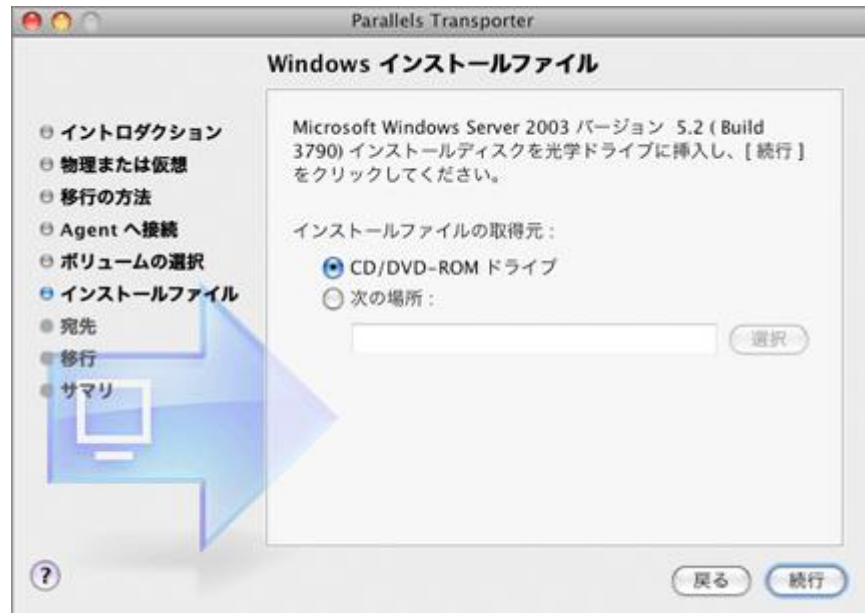 Parallels Transporter
Windows インストールファイル
イントロダクション
物理または仮想
移行の方法
Agent へ接続
ボリュームの選択
インストールファイル
宛先
移行
サマリ
Microsoft Windows Server 2003 バージョン 5.2 ( Build
3790) インストールディスクを光学ドライブに挿入し、[ 続行 ]
をクリックしてください。
インストールファイルの取得元 :
CD/DVD-ROM ドライブ
次の場所 :
選択
?
戻る
続行